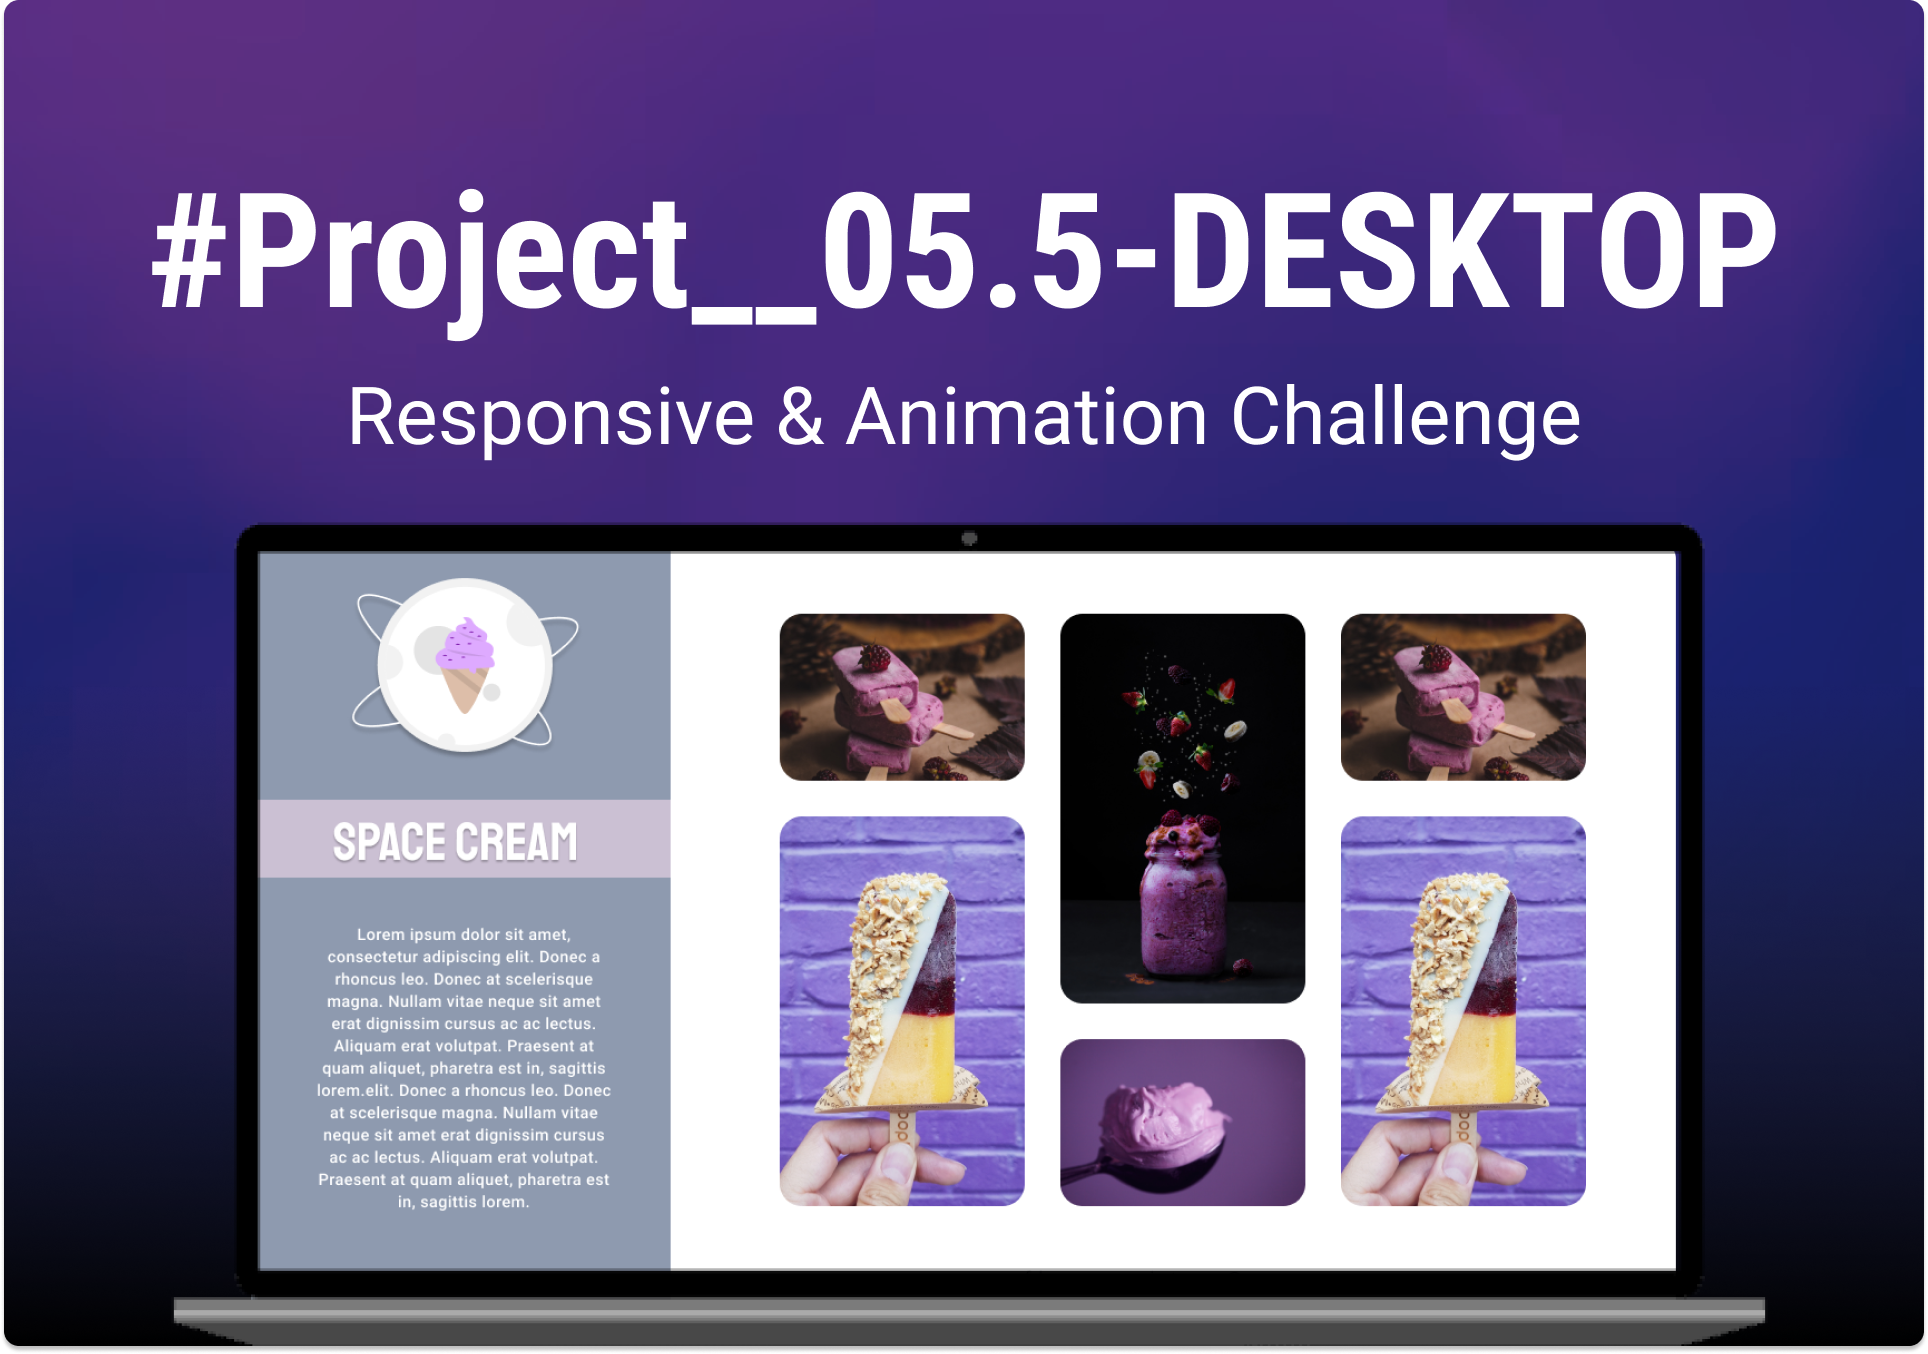 #Project__05.5-DESKTOP
Responsive & Animation Challenge
SPACE CREAM
Lorem ipsum dolor sit amet,
consectetur adipiscing elit. Donec a
rhoncus leo. Donec at scelerisque
magna. Nullam vitae neque sit amet
erat dignissim cursus ac ac lectus.
Aliquam erat volutpat. Praesent at
quam aliquet, pharetra est in, sagittis
lorem.elit. Donec a rhoncus leo. Donec
at scelerisque magna. Nullam vitae
neque sit amet erat dignissim cursus
ac ac lectus. Aliquam erat volutpat.
Praesent at quam aliquet, pharetra est
in, sagittis lorem.